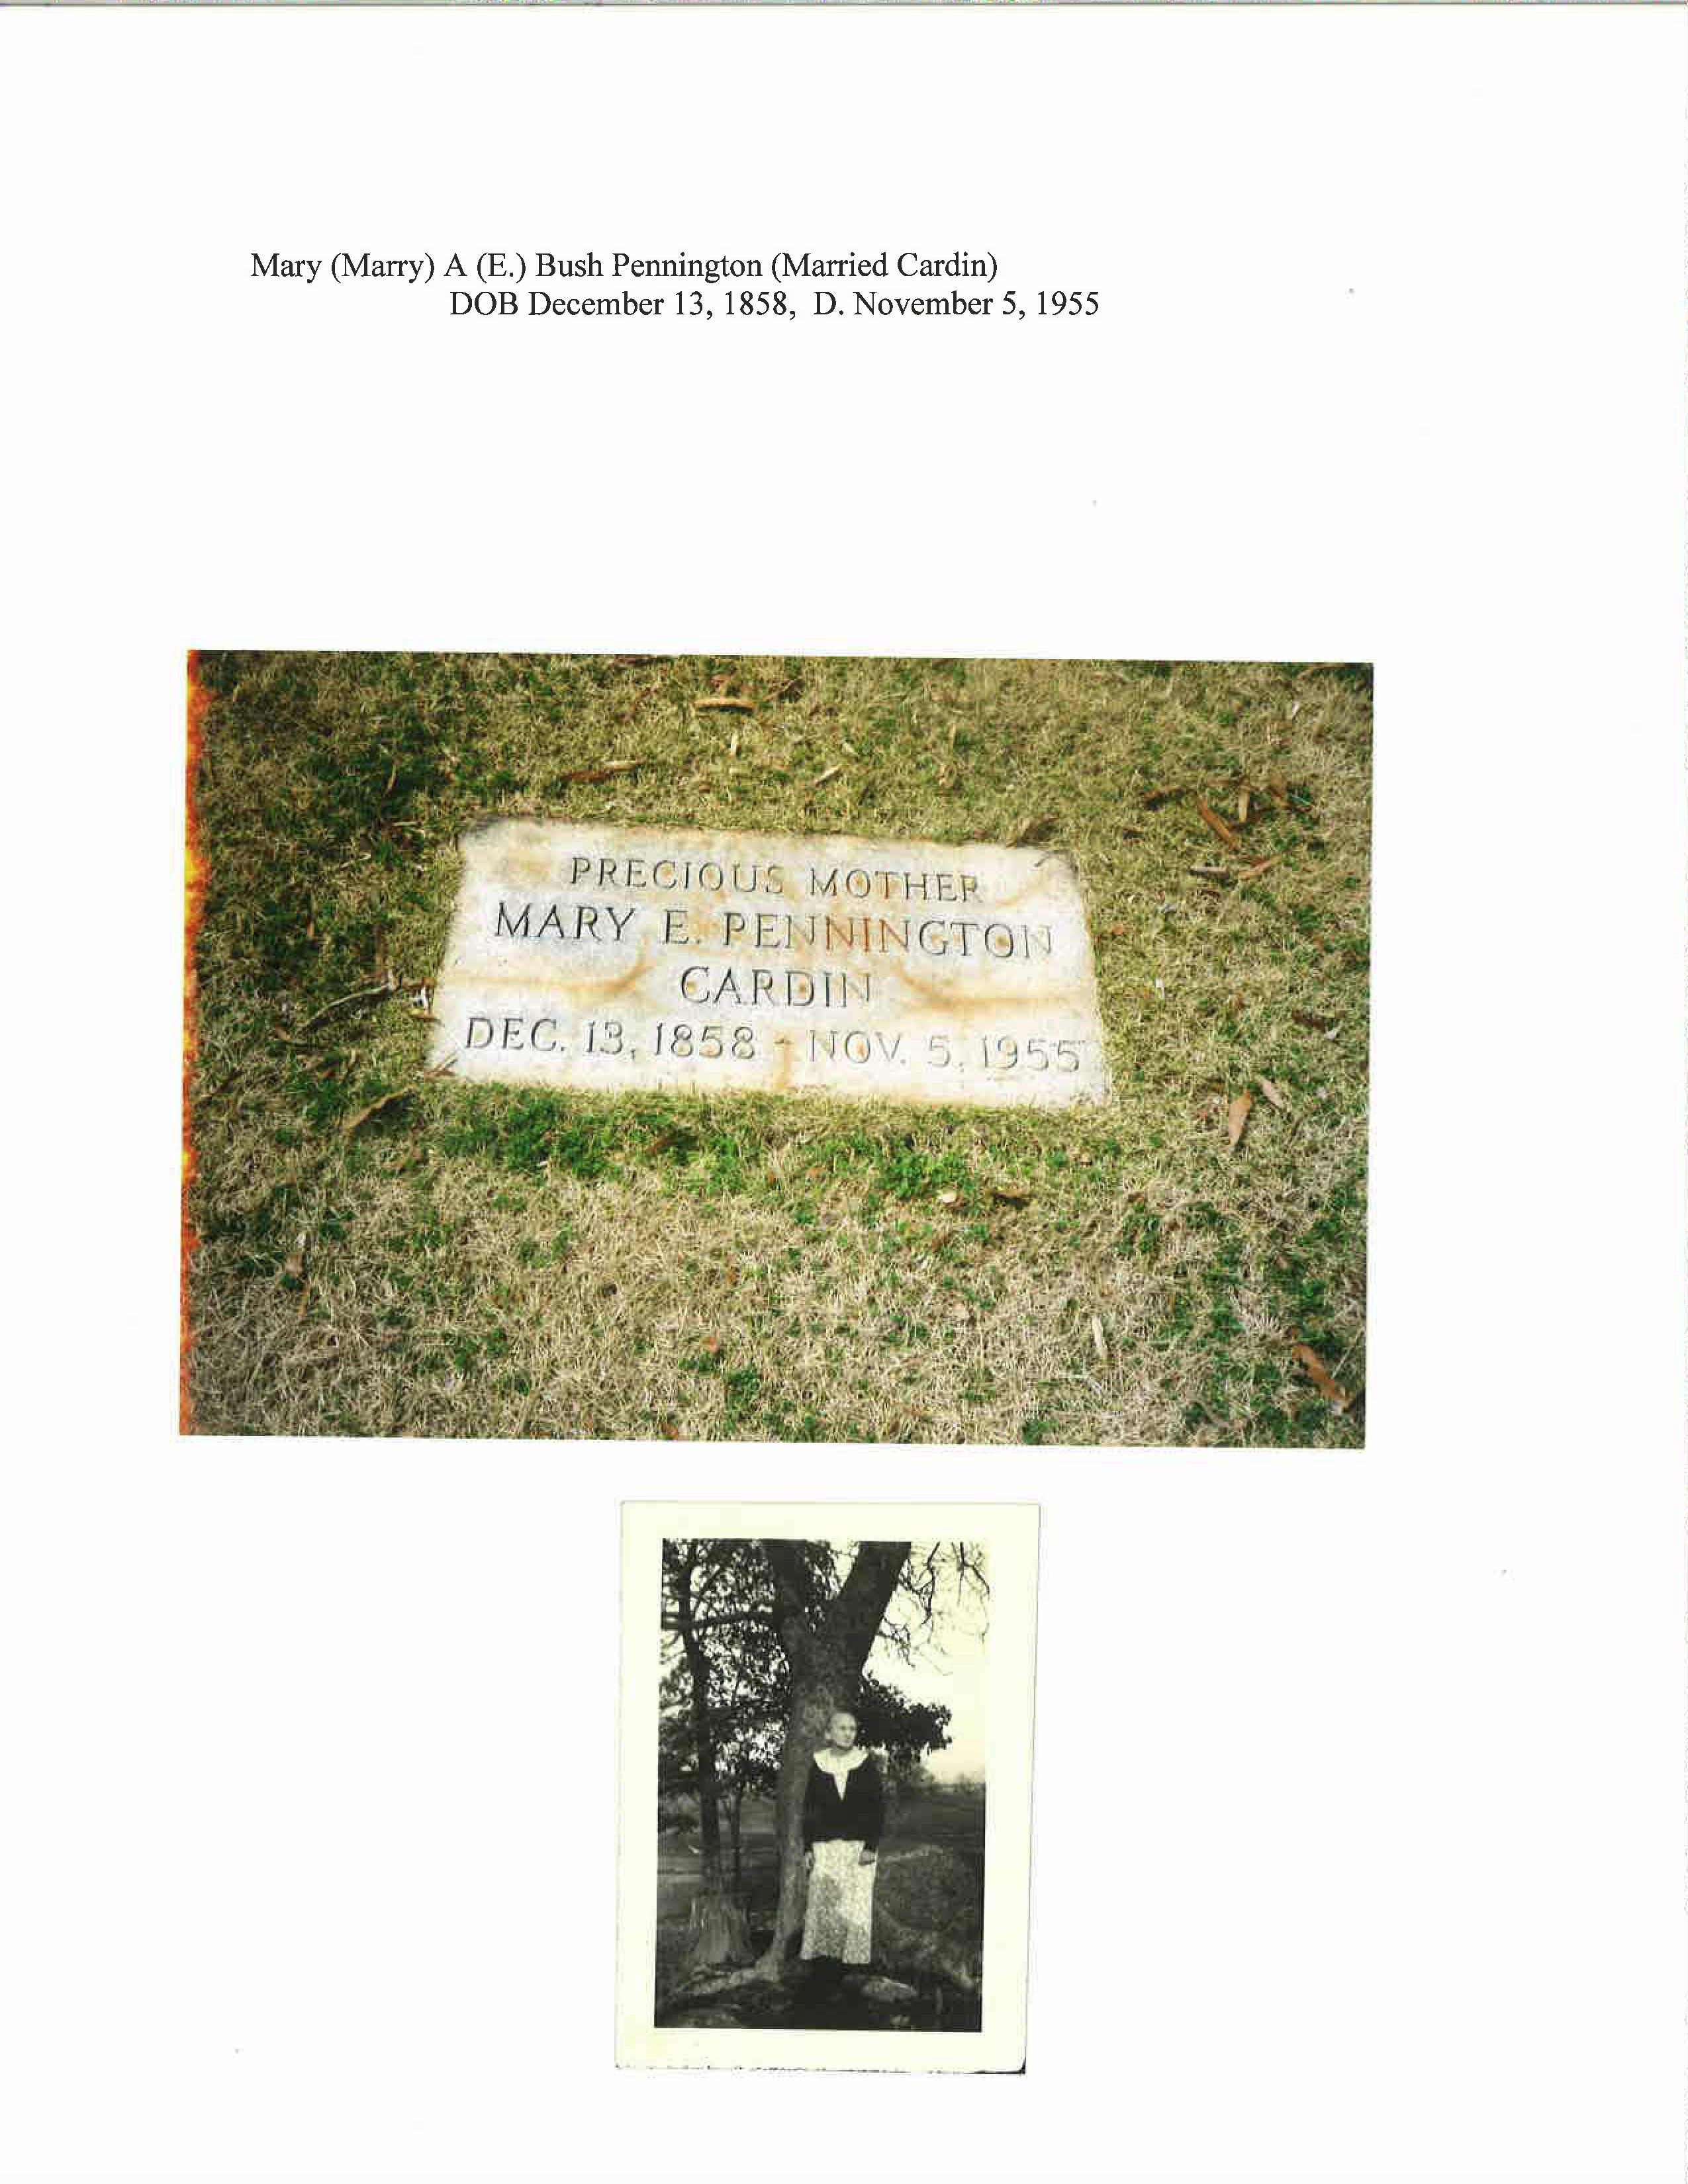 Mary (Marry) A (E.) Bush Pennington (Married Cardin)
DOB December 13, 1858, D. November 5, 1955
PRECIOUS MOTHER
MARY E. PENNINGTON
CARDIN
DEC. 13, 1858 - NOV. 5, 1955